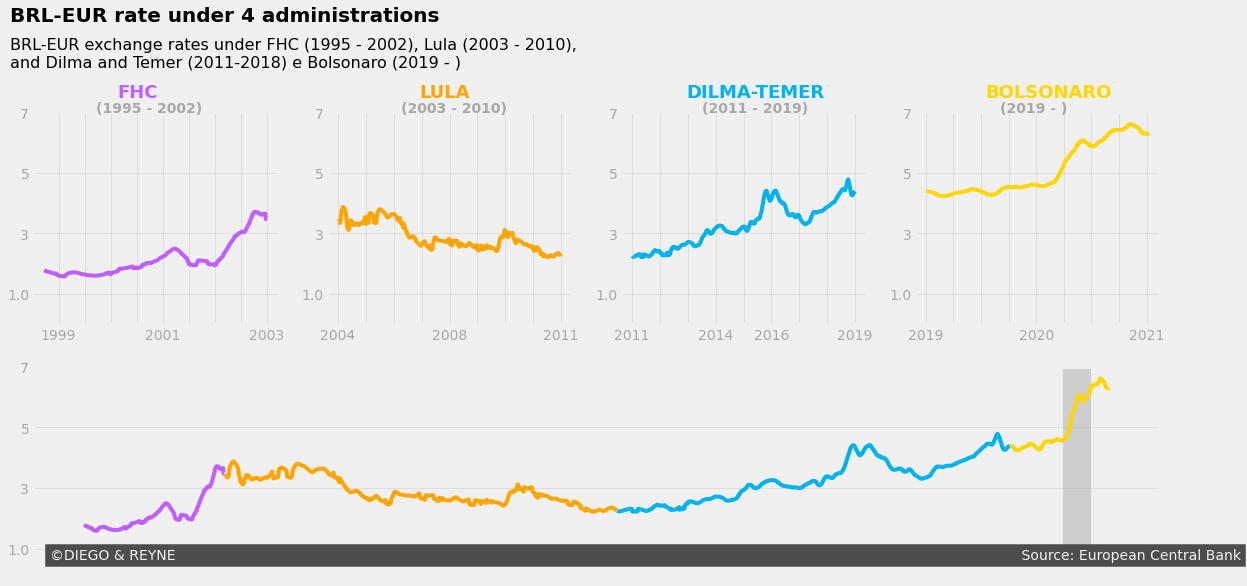 BRL-EUR rate under 4 administrations
BRL-EUR exchange rates under FHC (1995 - 2002), Lula (2003 - 2010),
and Dilma and Temer (2011-2018) e Bolsonaro (2019 - )
FHC LULA DILMA-TEMER BOLSONARO
(1995 - 2002) (2003 - 2010) (2011 - 2019) (2019 - )
7 7 7 7
5 5 5 5
3 3 3 3
1.0 1.0 1.0 1.0
1999 2001 2003 2004 2008 2011 2011 2014 2016 2019 2019 2020 2021
7
5
3
1.0
©DIEGO & REYNE Source: European Central Bank